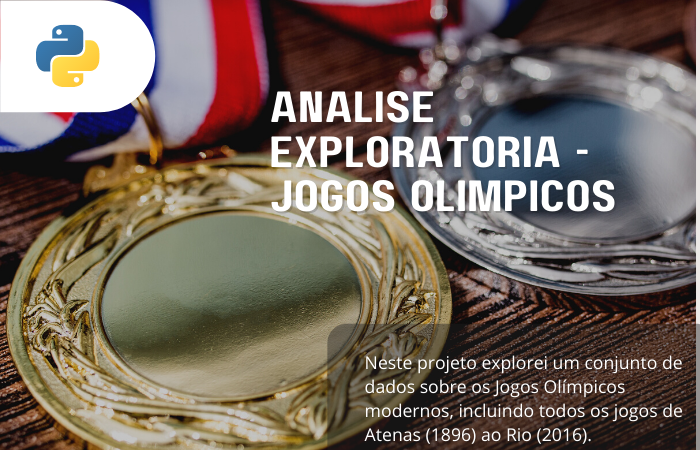 ANALISE
EXPLORATORIA -
JOGOS OLIMPICOS
Neste projeto explorei um conjunto de
dados sobre os Jogos Olímpicos
modernos, incluindo todos os jogos de
Atenas (1896) ao Rio (2016).